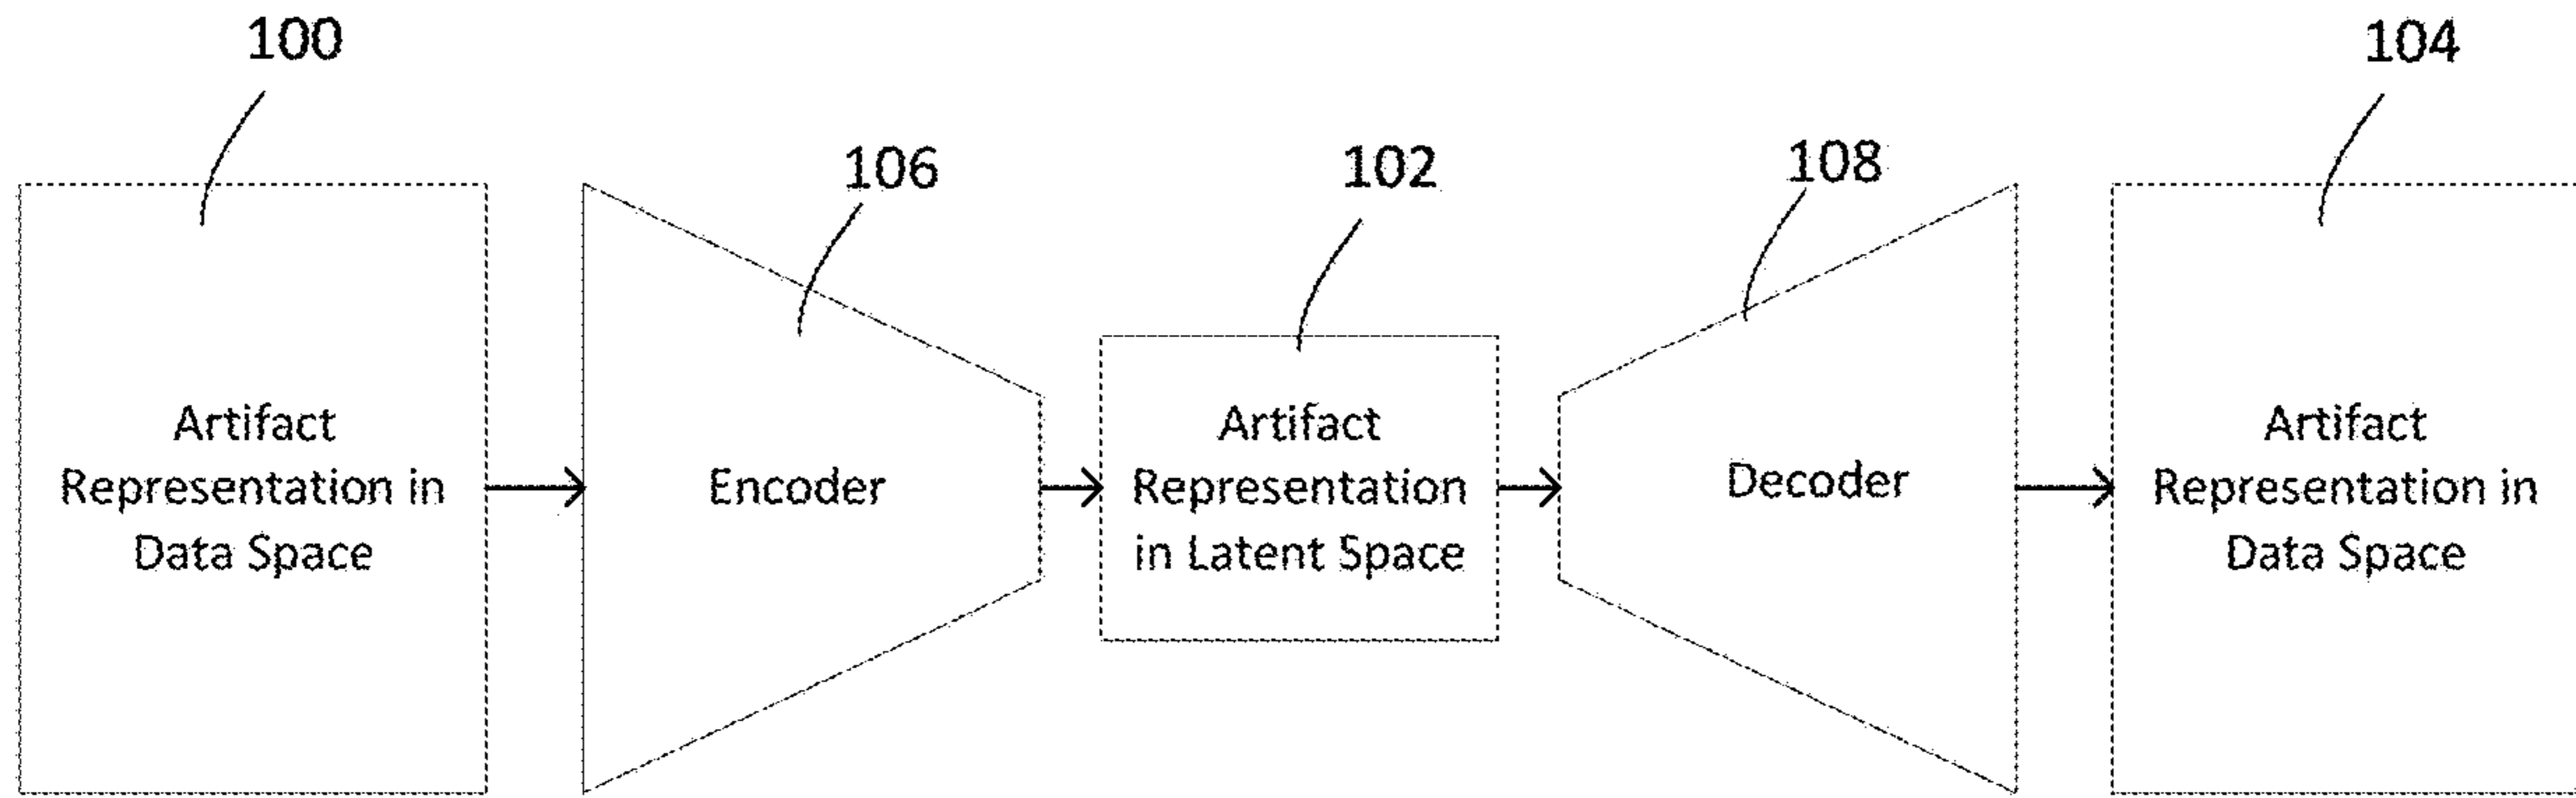 100
104
106
102
108
Artifact
Representation in
Data Space
Encoder
Artifact
Representation
in Latent Space
Decoder
Artifact
Representation in
Data Space